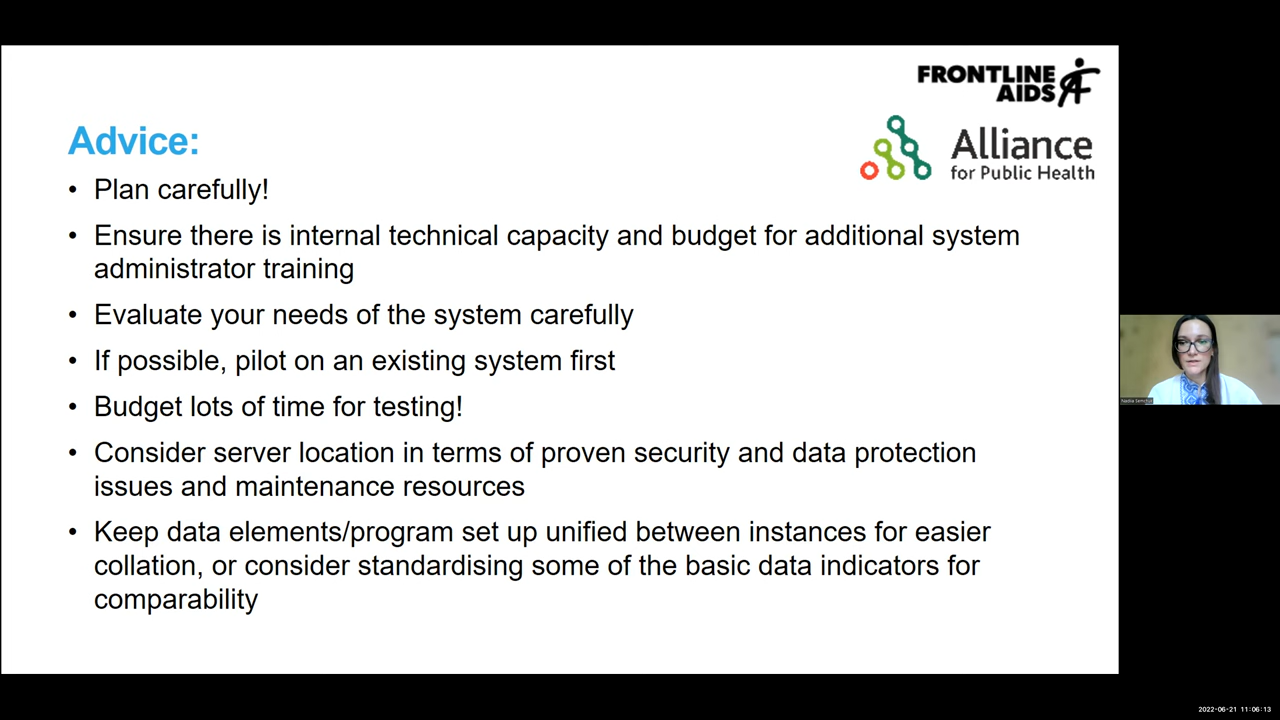 FRONTLINE
AIDS
Alliance
for Public Health
Advice:
• Plan carefully!
• Ensure there is internal technical capacity and budget for additional system
administrator training
• Evaluate your needs of the system carefully
• If possible, pilot on an existing system first
• Budget lots of time for testing!
• Consider server location in terms of proven security and data protection
issues and maintenance resources
• Keep data elements/program set up unified between instances for easier
collation, or consider standardising some of the basic data indicators for
comparability
2022-06-21 11:06:13